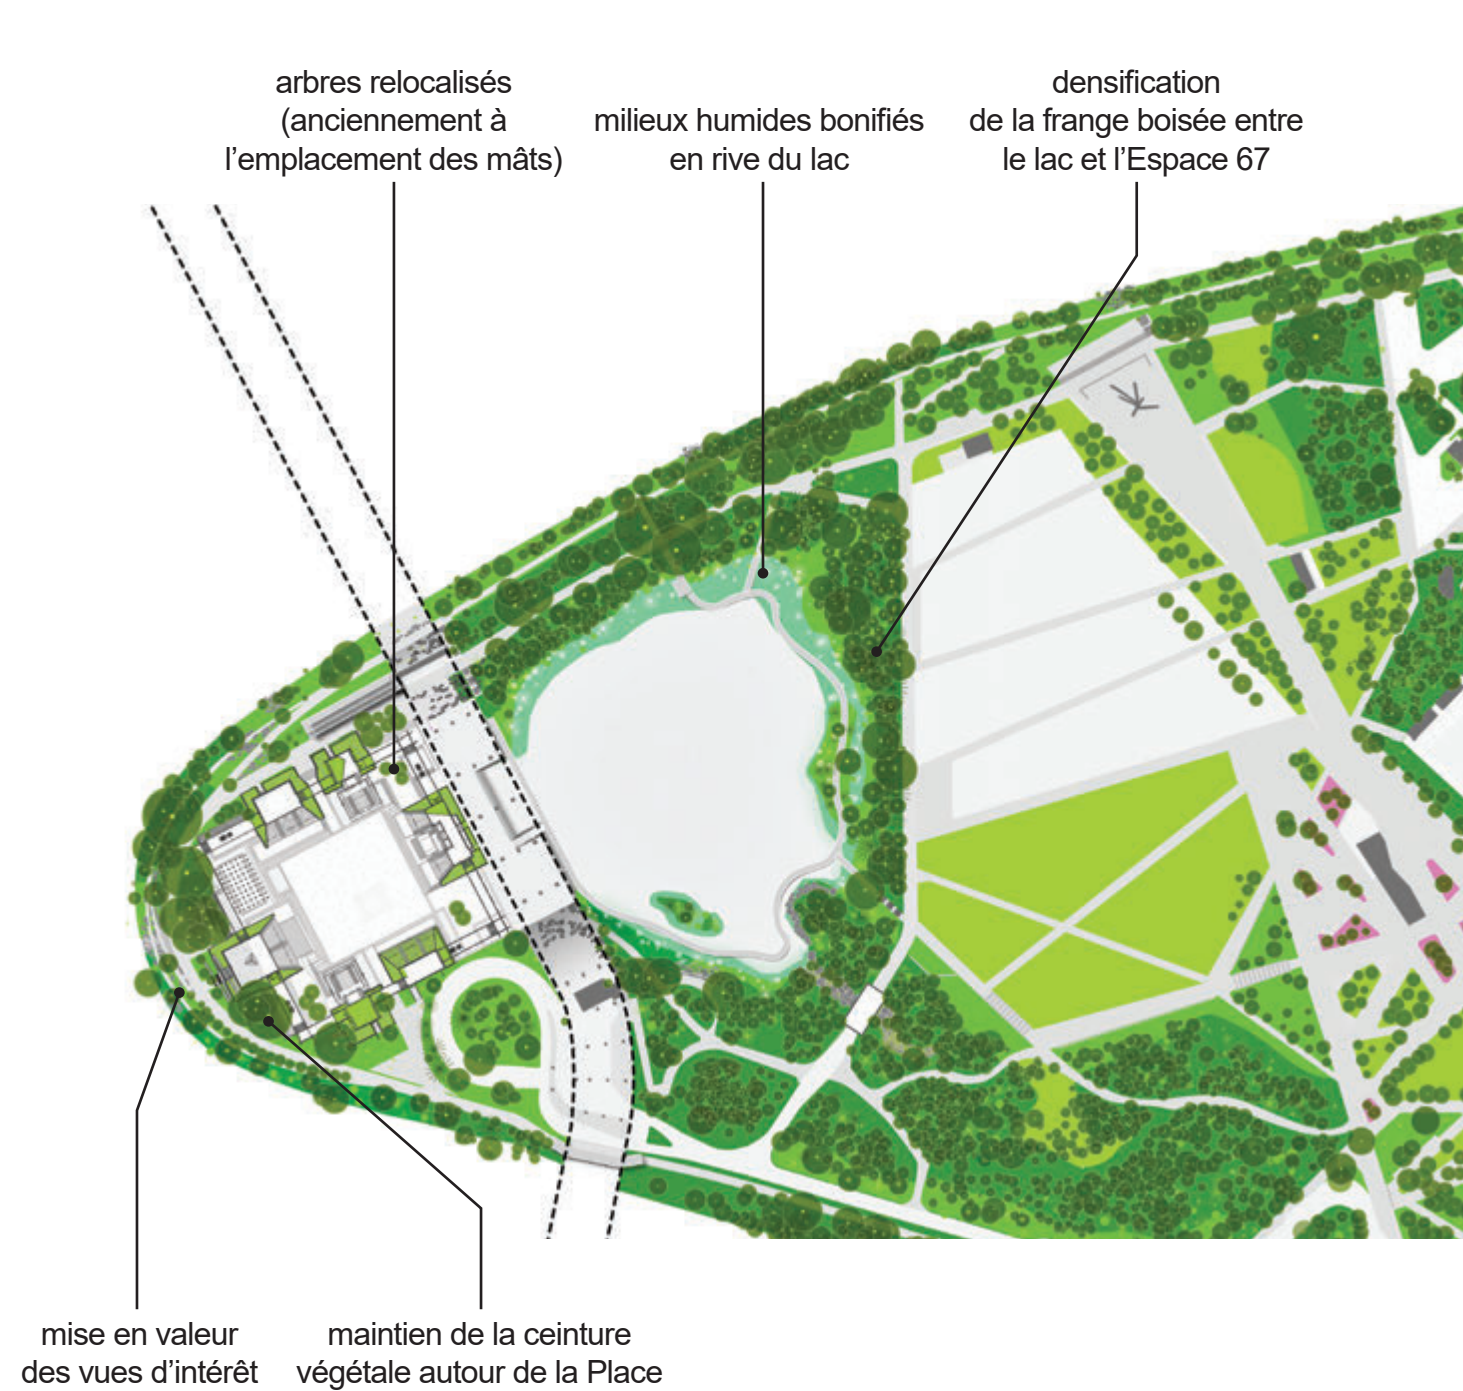 arbres relocalisés
(anciennement à
l’emplacement des mâts)
milieux humides bonifiés
en rive du lac
densification
de la frange boisée entre
le lac et l’Espace 67
mise en valeur
des vues d’intérêt
maintien de la ceinture
végétale autour de la Place